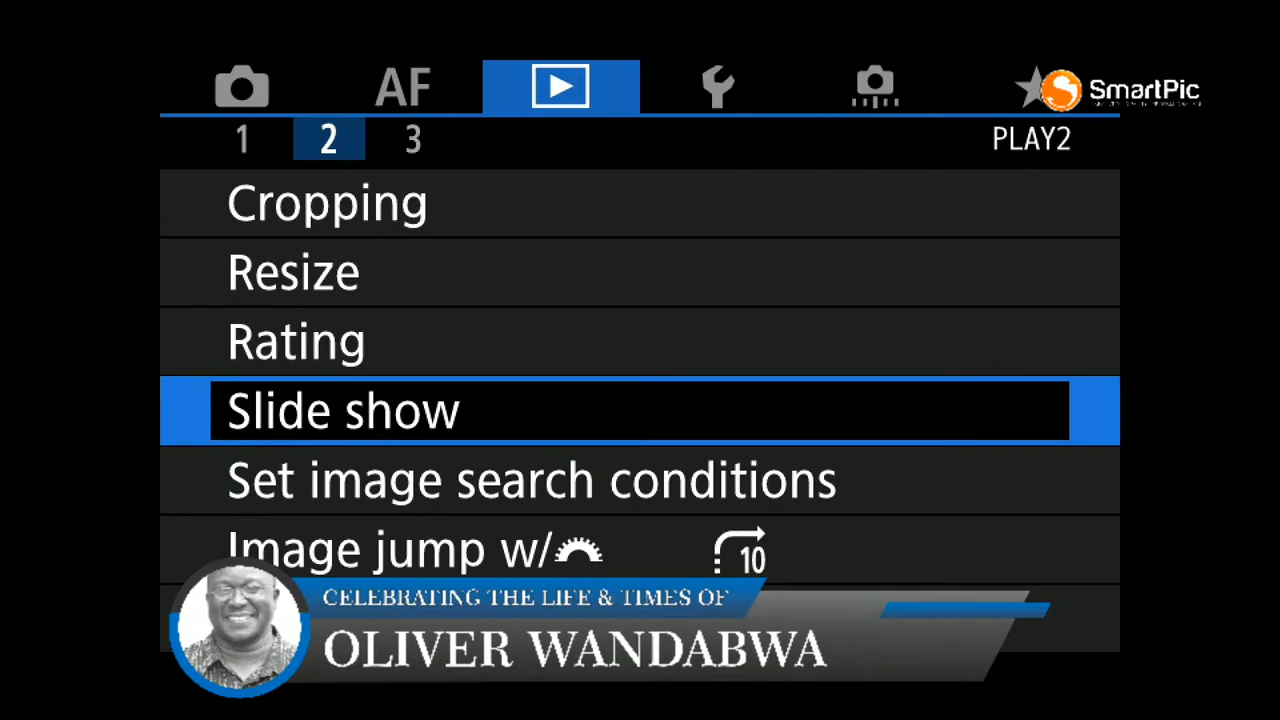 AF
SmartPic
1 2 3
PLAY2
Cropping
Resize
Rating
Slide show
Set image search conditions
Image jump w/
10
CELEBRATING THE LIFE & TIMES OF
OLIVER WANDABWA